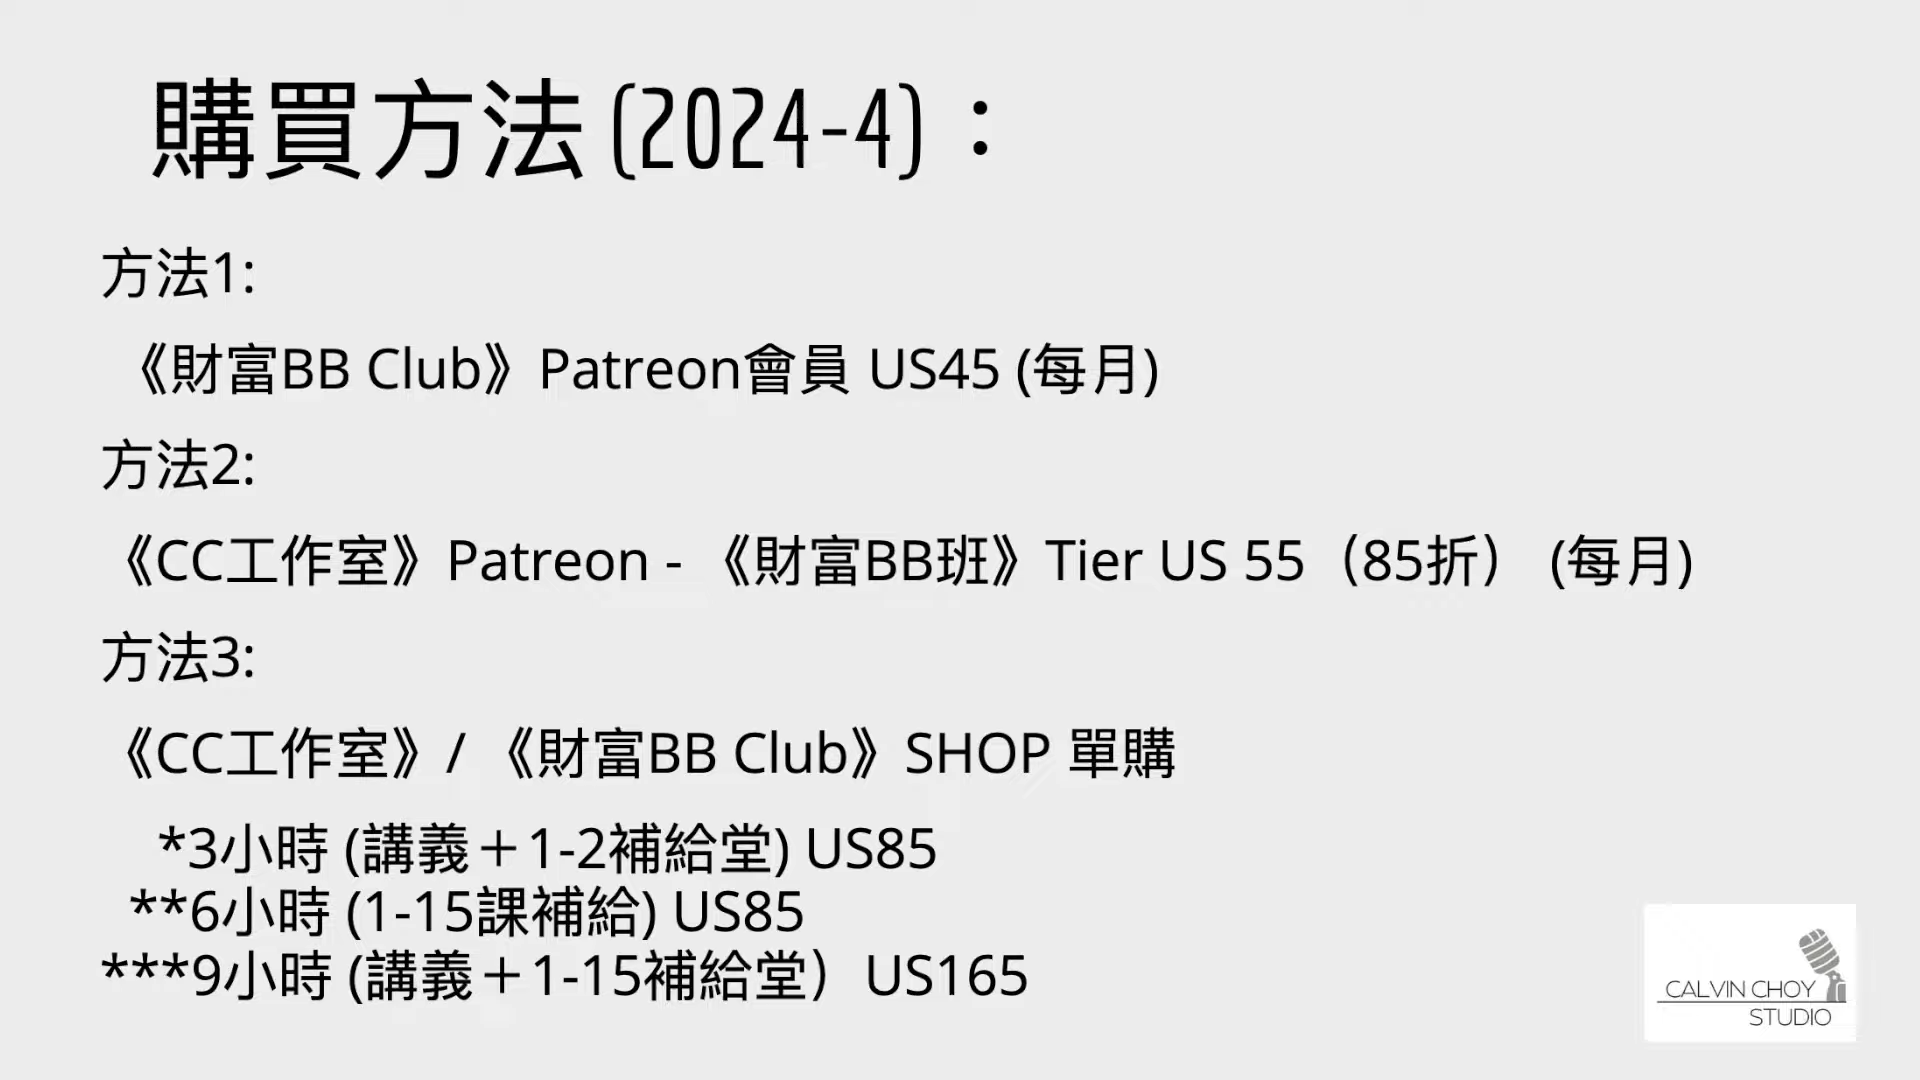 購買方法 (2024-4)：
方法1:
《財富BB Club》Patreon會員 US45 (每月)
方法2:
《CC工作室》Patreon - 《財富BB班》Tier US 55（85折） (每月)
方法3:
《CC工作室》/ 《財富BB Club》SHOP 單購
*3小時 (講義＋1-2補給堂) US85
**6小時 (1-15課補給) US85
***9小時 (講義＋1-15補給堂）US165
CALVIN CHOY
STUDIO